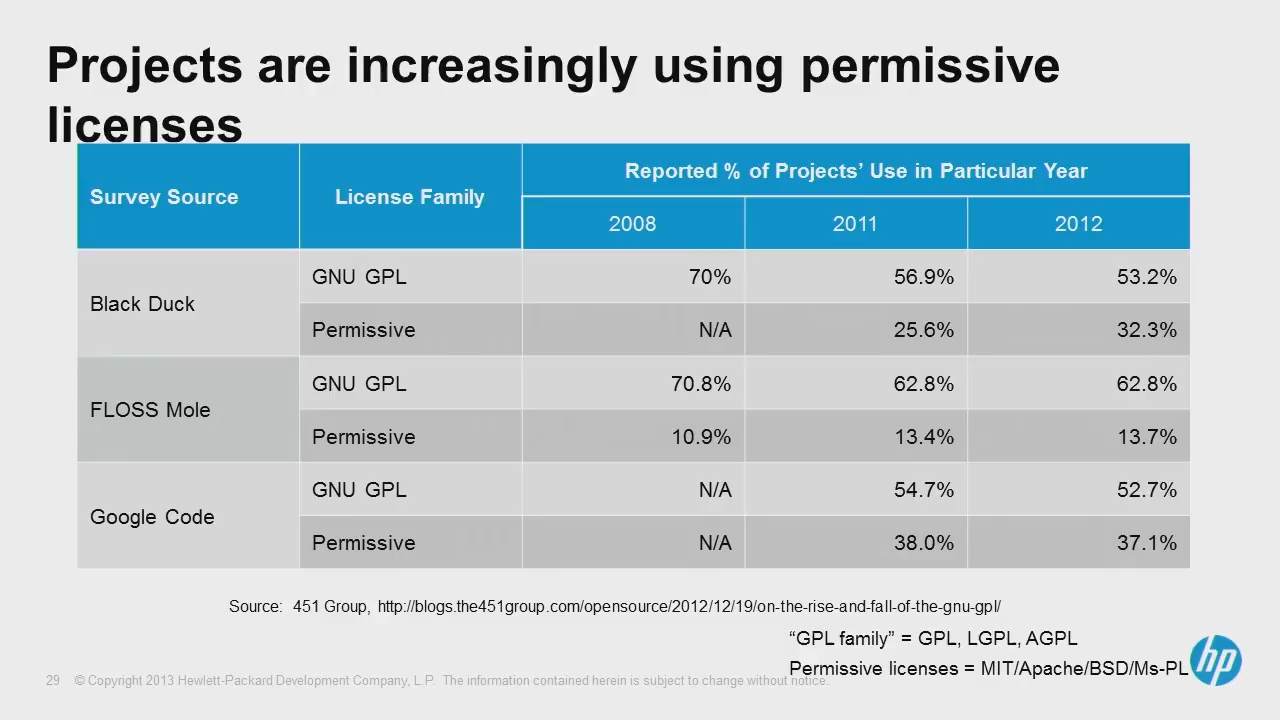 Projects are increasingly using permissive
licenses
Survey Source
License Family
Reported % of Projects’ Use in Particular Year
2008 2011 2012
Black Duck
GNU GPL 70% 56.9% 53.2%
Permissive N/A 25.6% 32.3%
FLOSS Mole
GNU GPL 70.8% 62.8% 62.8%
Permissive 10.9% 13.4% 13.7%
Google Code
GNU GPL N/A 54.7% 52.7%
Permissive N/A 38.0% 37.1%
Source: 451 Group, http://blogs.the451group.com/opensource/2012/12/19/on-the-rise-and-fall-of-the-gnu-gpl/
“GPL family” = GPL, LGPL, AGPL
Permissive licenses = MIT/Apache/BSD/Ms-PL
hp
29 © Copyright 2013 Hewlett-Packard Development Company, L.P. The information contained herein is subject to change without notice.